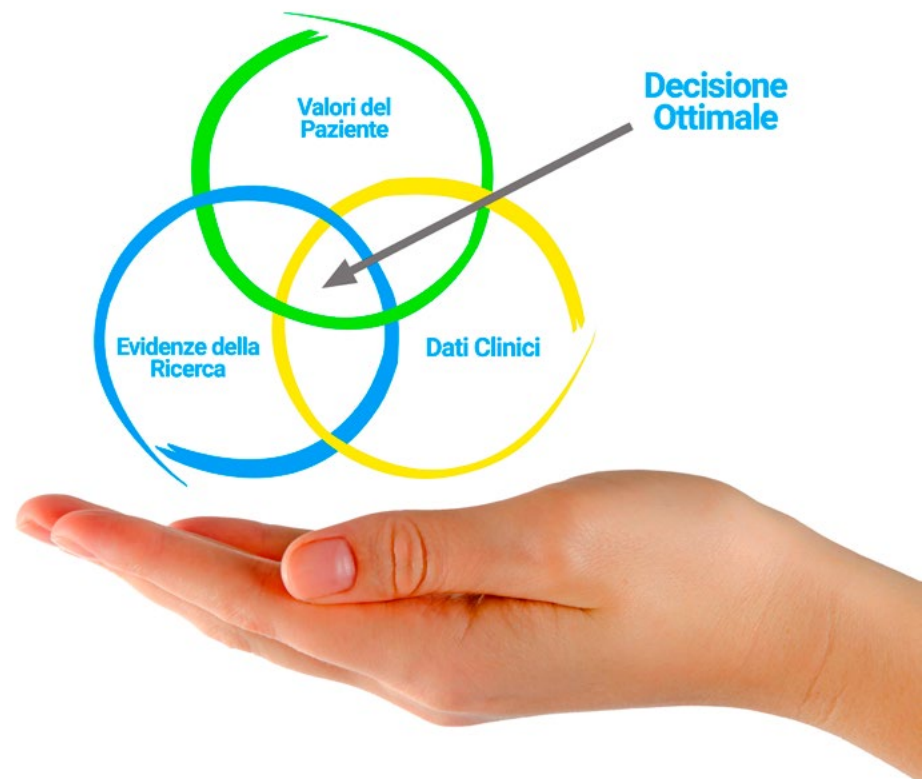 Valori del
Paziente
Decisione
Ottimale
Evidenze della
Ricerca
Dati Clinici